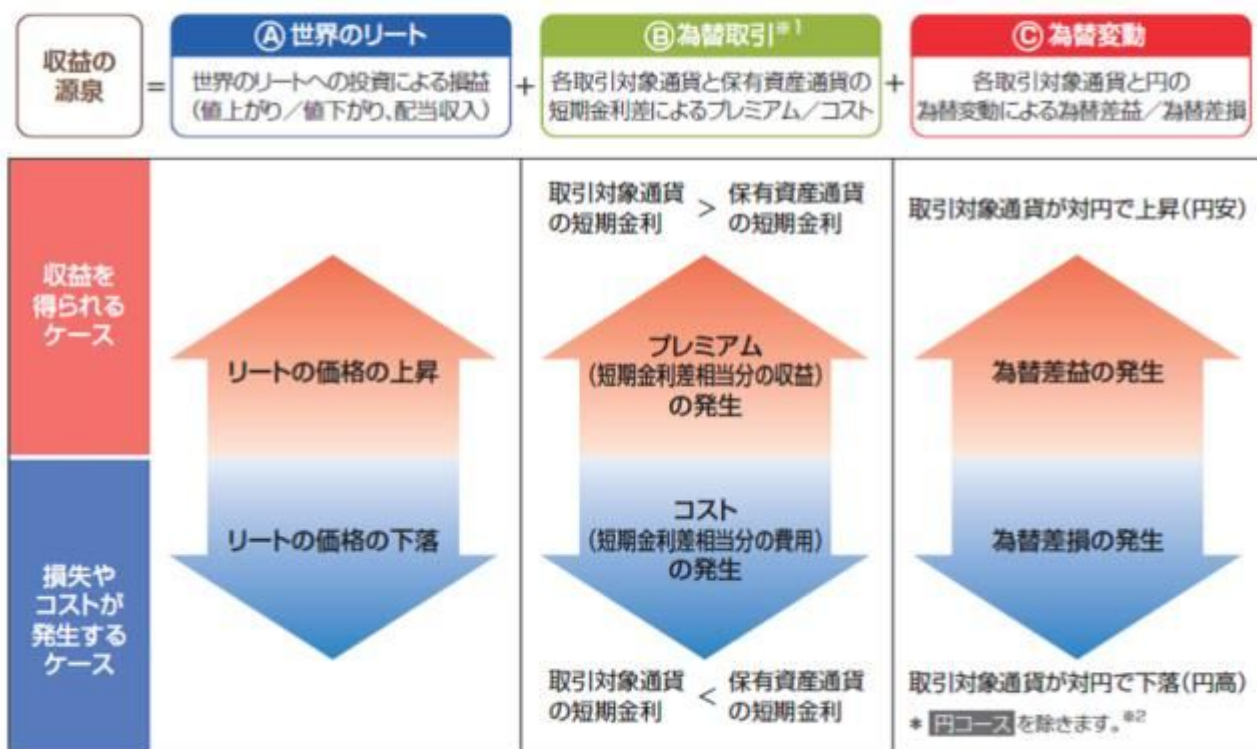 収益の
源泉
=
Ⓐ世界のリート
世界のリートへの投資による損益
(値上がり／値下がり、配当収入)
+
Ⓑ為替取引※1
各取引対象通貨と保有資産通貨の
短期金利差によるプレミアム／コスト
+
Ⓒ為替変動
各取引対象通貨と円の
為替変動による為替差益／為替差損
収益を
得られる
ケース
リートの価格の上昇
取引対象通貨
の短期金利
>
保有資産通貨
の短期金利
プレミアム
(短期金利差相当分の収益)
の発生
取引対象通貨が対円で上昇(円安)
為替差益の発生
損失や
コストが
発生する
ケース
リートの価格の下落
コスト
(短期金利差相当分の費用)
の発生
取引対象通貨
の短期金利
<
保有資産通貨
の短期金利
為替差損の発生
取引対象通貨が対円で下落(円高)
* 円コースを除きます。※2